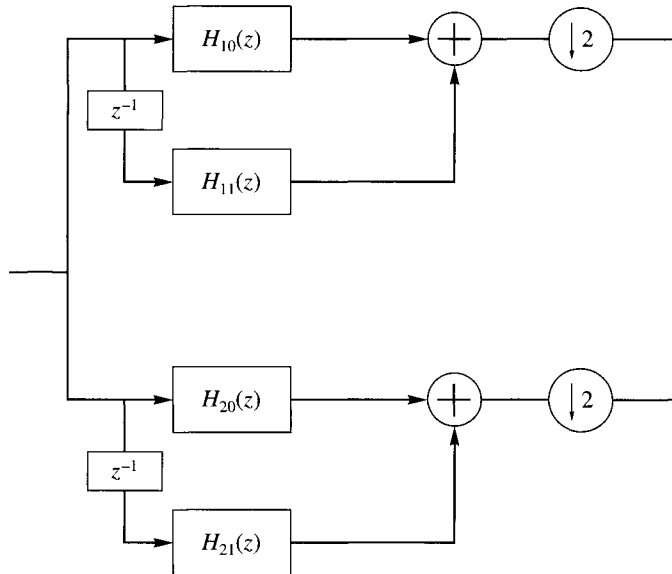 H₁₀(z)
↓ 2
z⁻¹
H₁₁(z)
H₂₀(z)
↓ 2
z⁻¹
H₂₁(z)